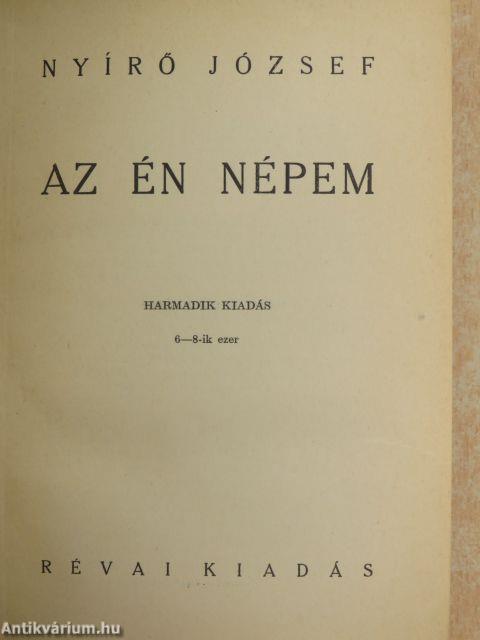 NYÍRŐ JÓZSEF
AZ ÉN NÉPEM
HARMADIK KIADÁS
6—8-ik ezer
RÉVAI KIADÁS
Antikvárium.hu